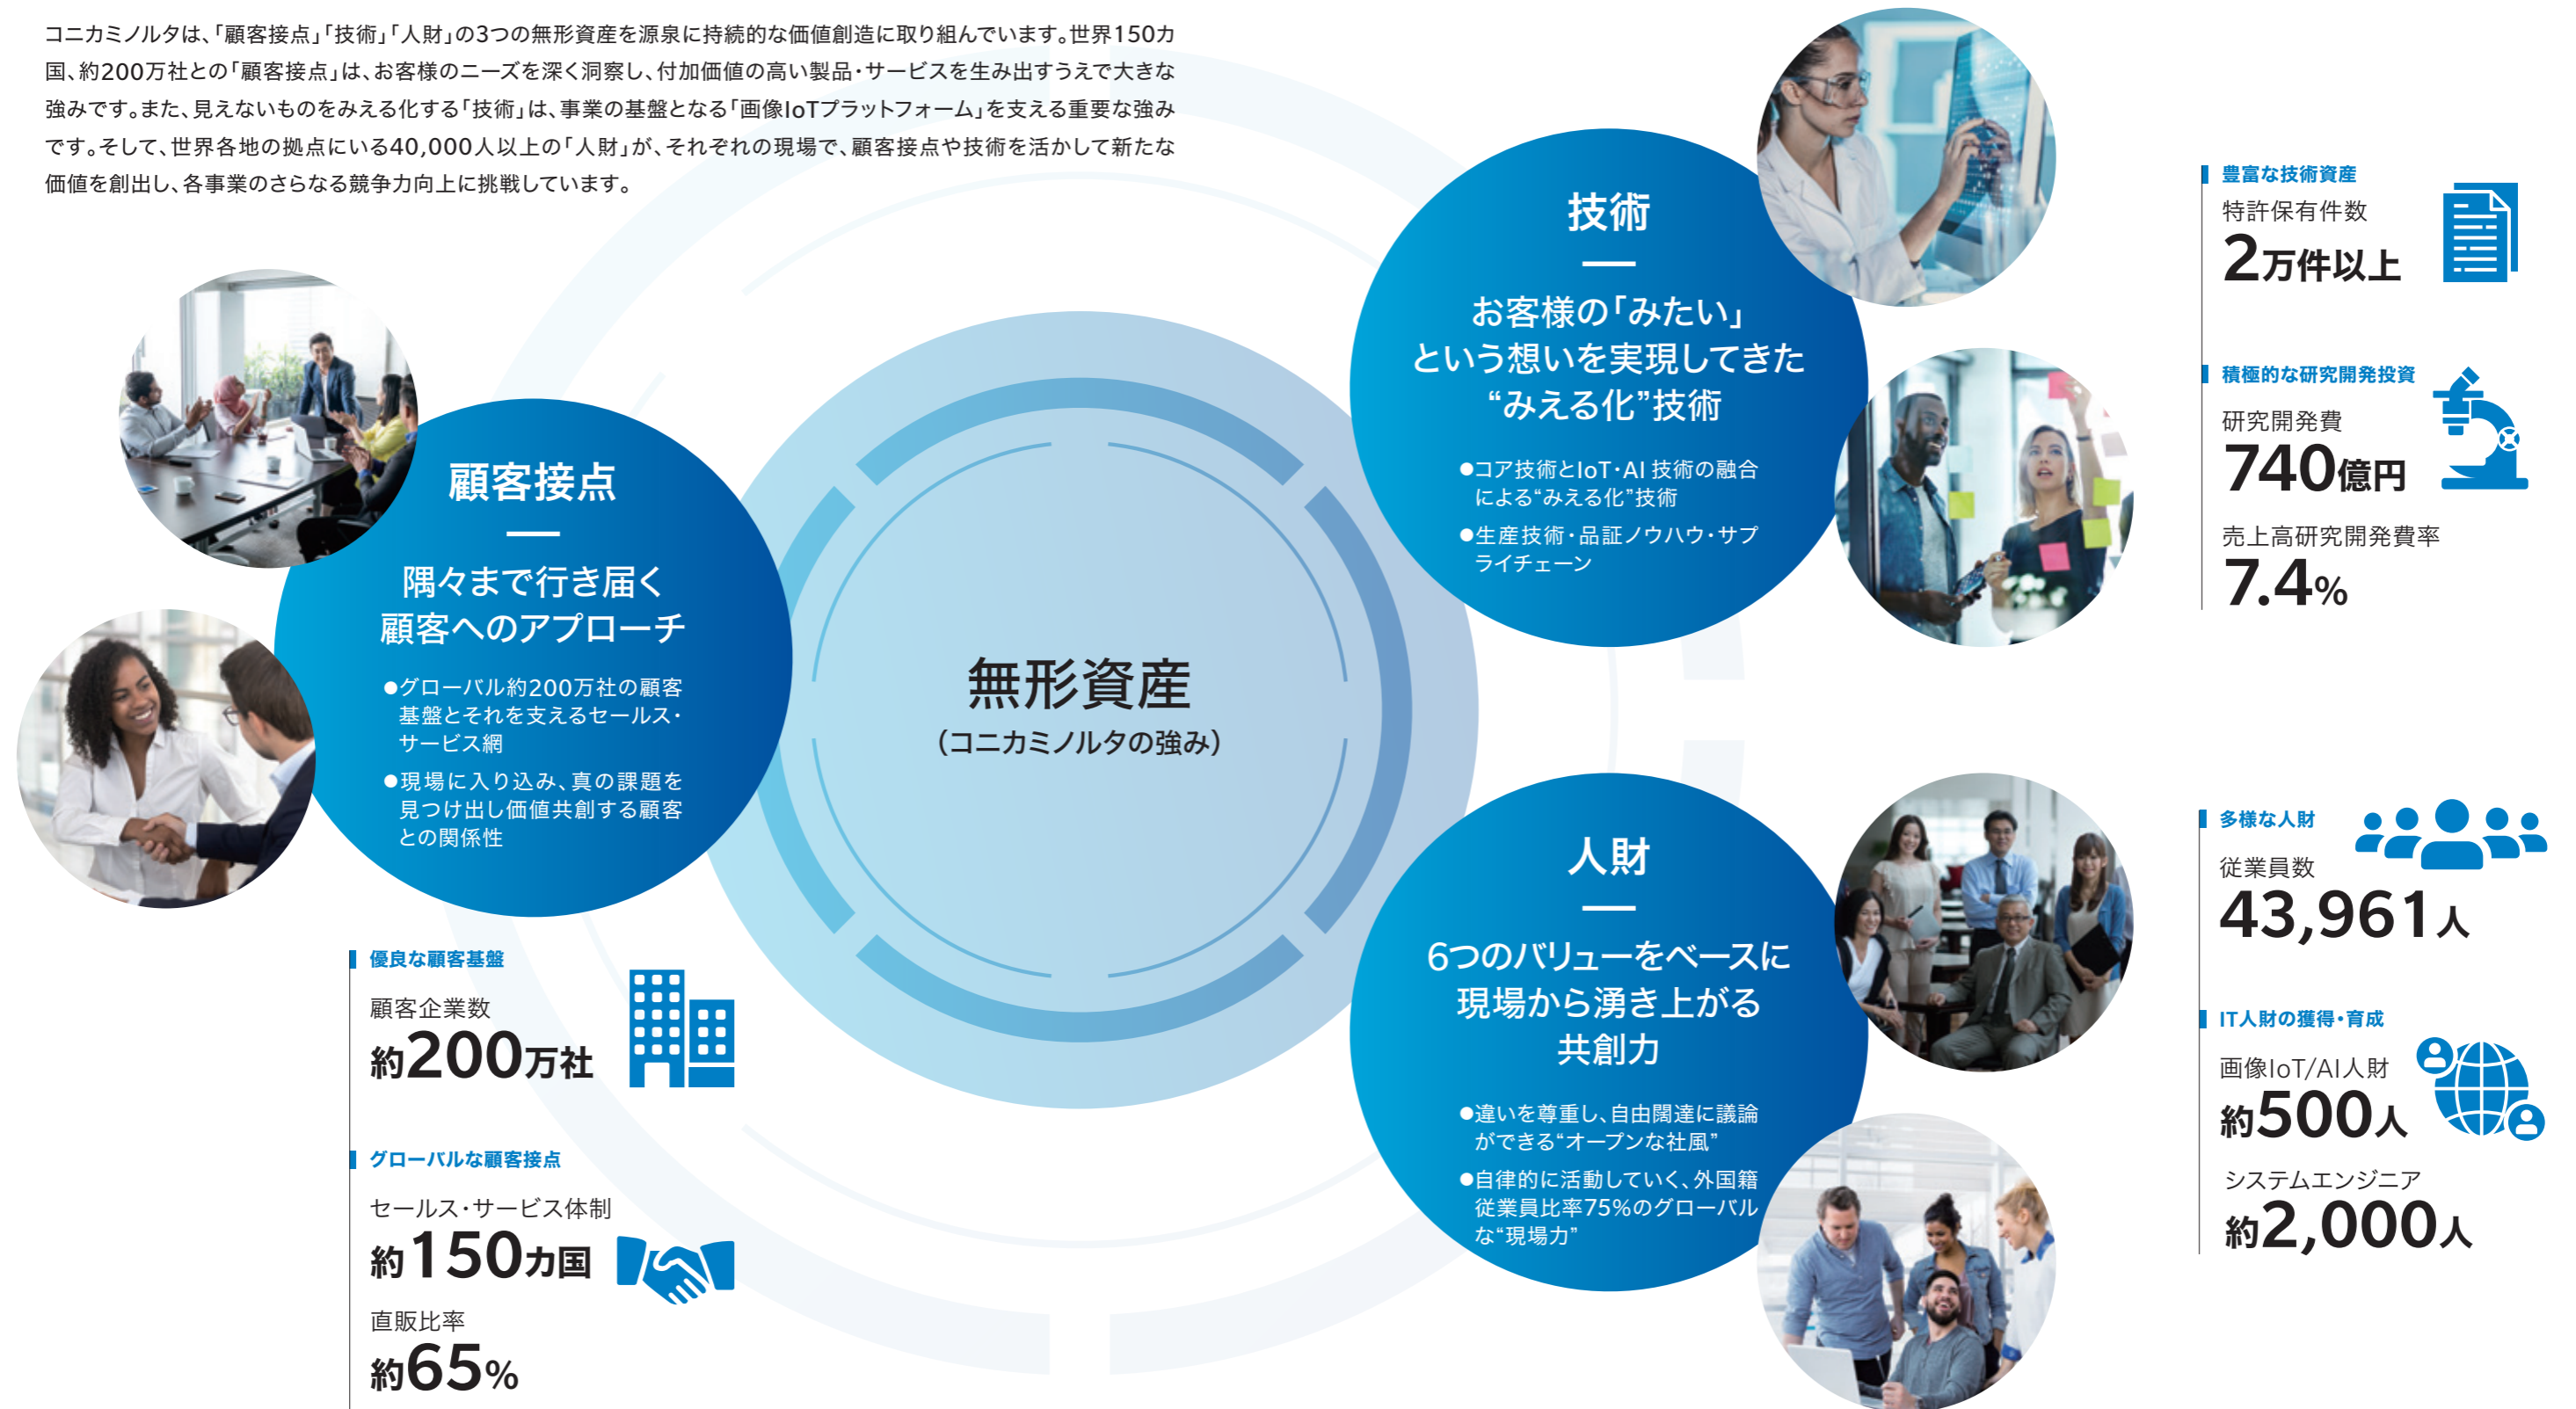 コニカミノルタは、「顧客接点」「技術」「人財」の3つの無形資産を源泉に持続的な価値創造に取り組んでいます。世界150カ
国、約200万社との「顧客接点」は、お客様のニーズを深く洞察し、付加価値の高い製品・サービスを生み出すうえで大きな
強みです。また、見えないものをみえる化する「技術」は、事業の基盤となる「画像IoTプラットフォーム」を支える重要な強み
です。そして、世界各地の拠点にいる40,000人以上の「人財」が、それぞれの現場で、顧客接点や技術を活かして新たな
価値を創出し、各事業のさらなる競争力向上に挑戦しています。
無形資産
（コニカミノルタの強み）
顧客接点
隅々まで行き届く
顧客へのアプローチ
●グローバル約200万社の顧客
基盤とそれを支えるセールス・
サービス網
●現場に入り込み、真の課題を
見つけ出し価値共創する顧客
との関係性
優良な顧客基盤
顧客企業数
約200万社
グローバルな顧客接点
セールス・サービス体制
約150カ国
直販比率
約65%
技術
お客様の「みたい」
という想いを実現してきた
“みえる化”技術
●コア技術とIoT・AI 技術の融合
による“みえる化”技術
●生産技術・品証ノウハウ・サプ
ライチェーン
豊富な技術資産
特許保有件数
2万件以上
積極的な研究開発投資
研究開発費
740億円
売上高研究開発費率
7.4%
人財
6つのバリューをベースに
現場から湧き上がる
共創力
●違いを尊重し、自由闊達に議論
ができる“オープンな社風”
●自律的に活動していく、外国籍
従業員比率75%のグローバル
な“現場力”
多様な人財
従業員数
43,961人
IT人財の獲得・育成
画像IoT/AI人財
約500人
システムエンジニア
約2,000人